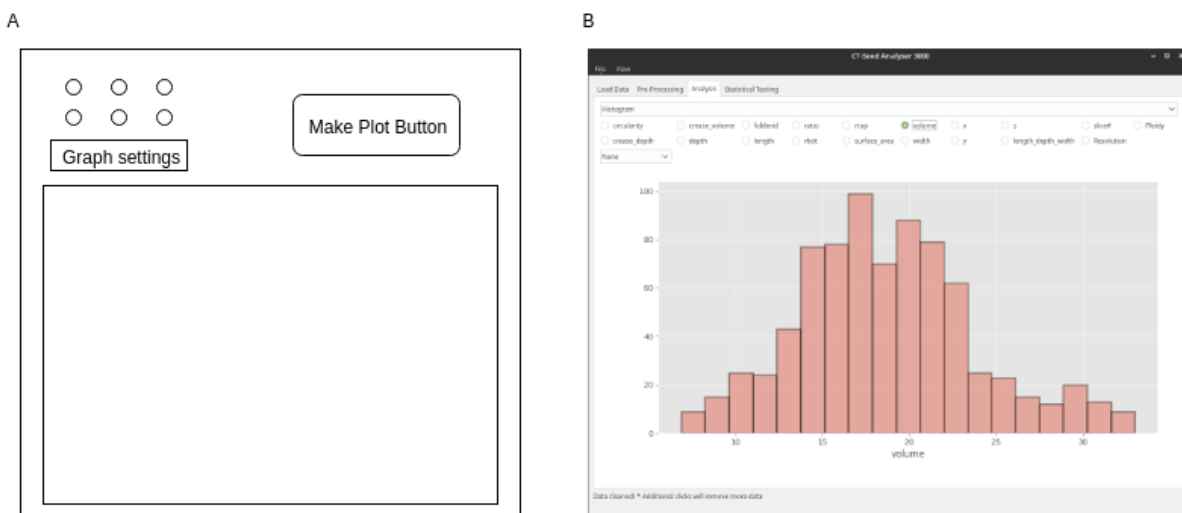 A
B
Make Plot Button
Graph settings
CT-Seed Analyser 3000
File View
Load Data Pre-Processing Analysis Statistical Testing
Histogram
circularity crease_volume folderid ratio rtop volume x z slice# Ploidy
crease_depth depth length rbot surface_area width y length_depth_width Resolution
None
100
80
60
40
20
0
10 15 20 25 30
volume
Data cleaned! * Additional clicks will remove more data